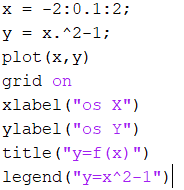 x = -2:0.1:2;
y = x.^2-1;
plot(x,y)
grid on
xlabel("os X")
ylabel("os Y")
title("y=f(x)")
legend("y=x^2-1")